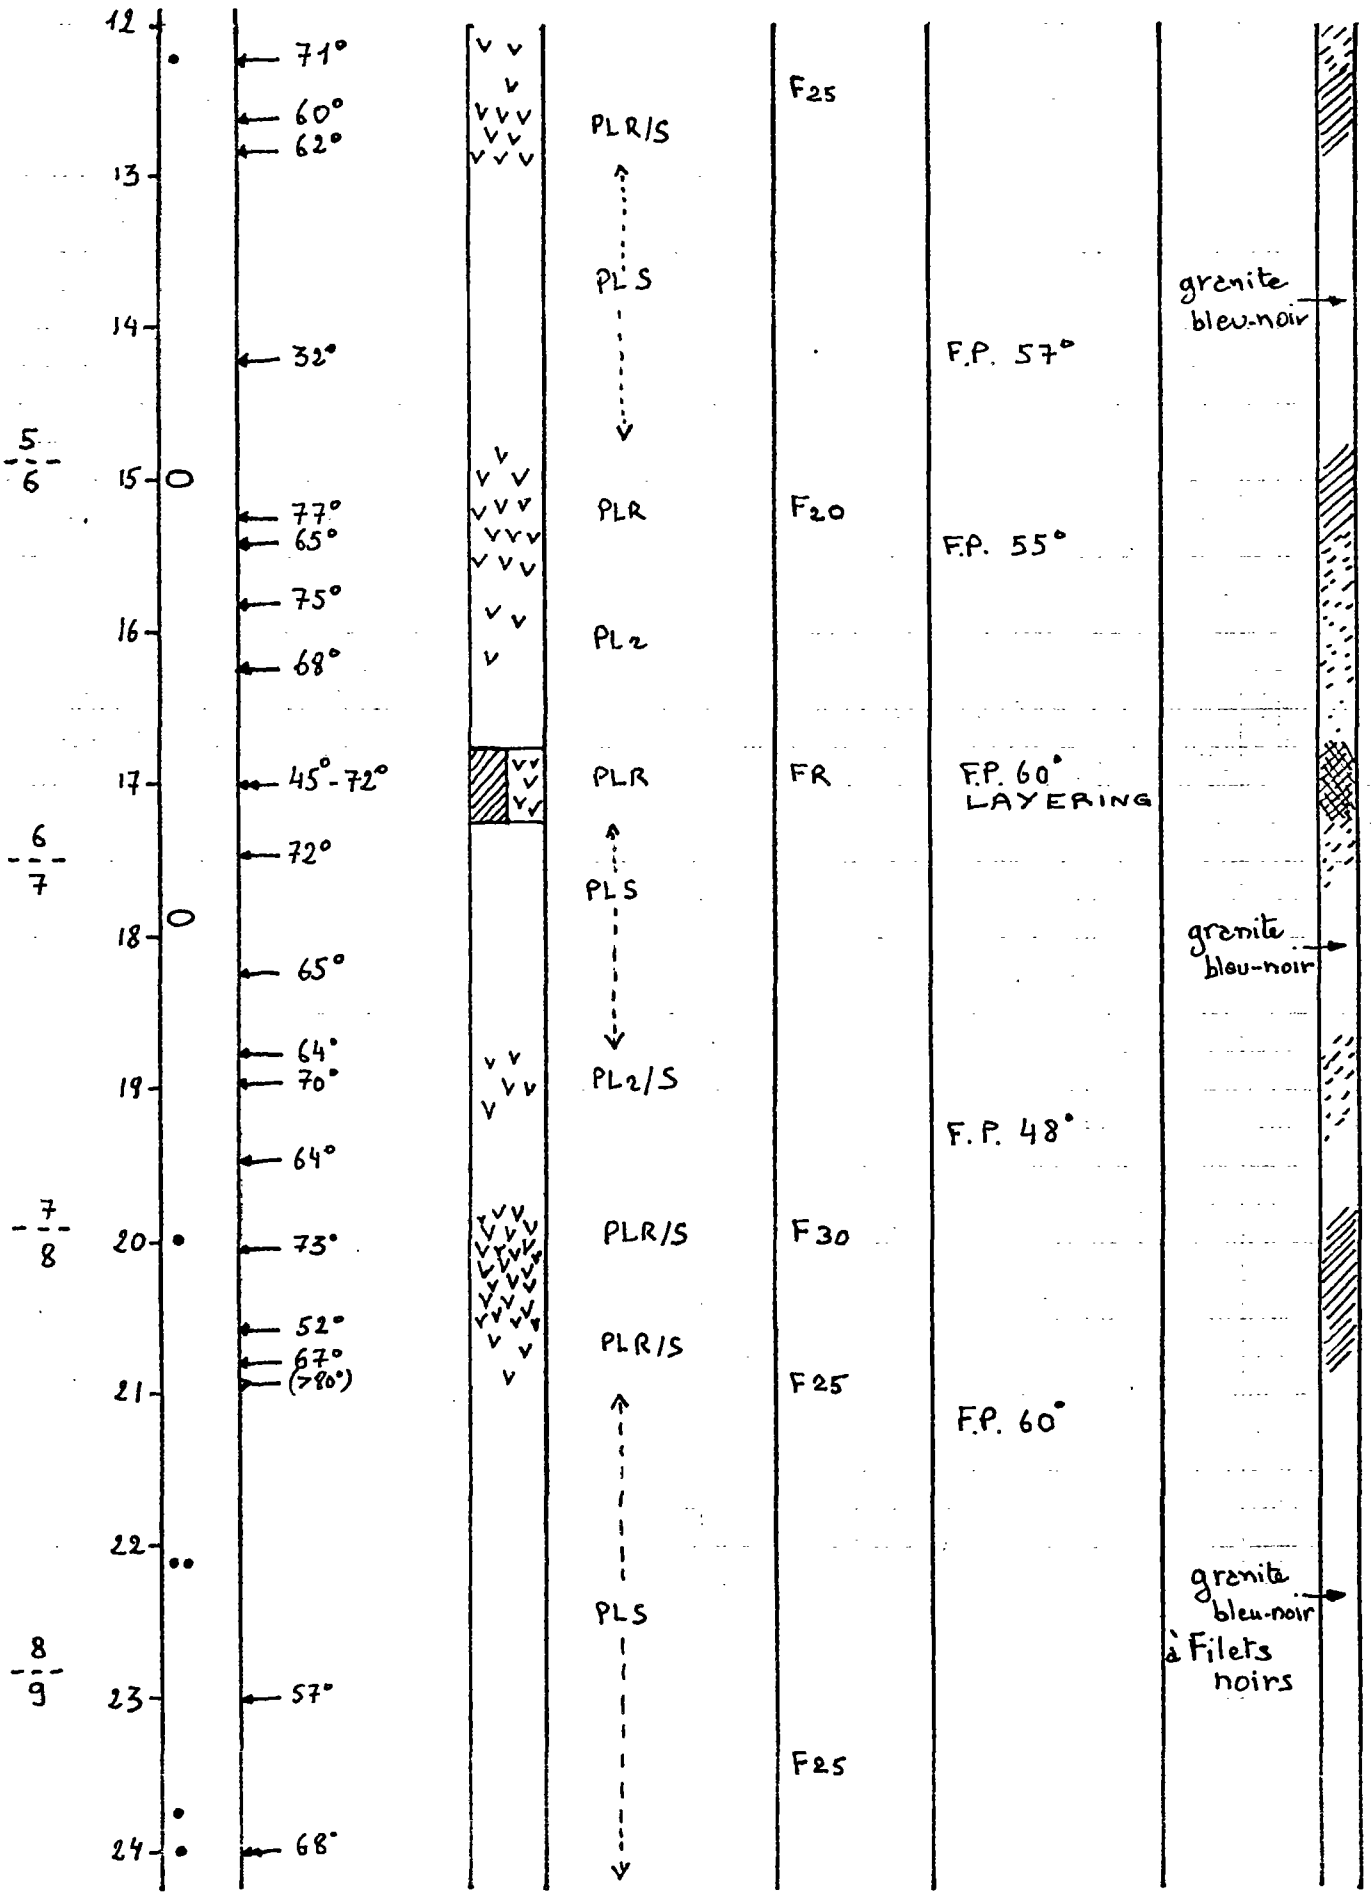 12
71°
F25
60°
PLR/S
62°
13
PLS
granite
bleu-noir
14
32°
F.P. 57°
5
6
15
77°
PLR
F20
65°
F.P. 55°
75°
16
PL2
68°
17
45°-72°
PLR
FR
F.P. 60°
LAYERING
6
7
72°
PLS
18
granite
bleu-noir
65°
64°
19
70°
PL2/S
F.P. 48°
64°
7
8
20
73°
PLR/S
F30
52°
67°
PLR/S
(>80°)
21
F25
F.P. 60°
22
granite
bleu-noir
à Filets
noirs
PLS
8
9
23
57°
F25
24
68°